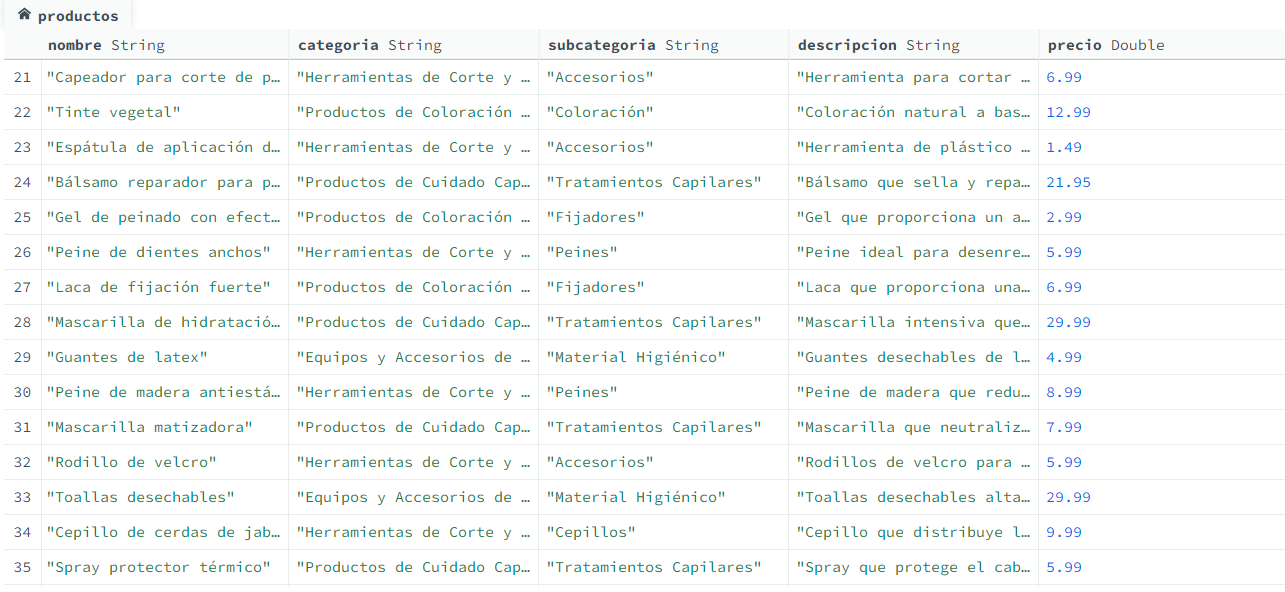 productos
nombre String categoria String subcategoria String descripcion String precio Double
21 "Capeador para corte de p… "Herramientas de Corte y … "Accesorios" "Herramienta para cortar … 6.99
22 "Tinte vegetal" "Productos de Coloración … "Coloración" "Coloración natural a bas… 12.99
23 "Espátula de aplicación d… "Herramientas de Corte y … "Accesorios" "Herramienta de plástico … 1.49
24 "Bálsamo reparador para p… "Productos de Cuidado Cap… "Tratamientos Capilares" "Bálsamo que sella y repa… 21.95
25 "Gel de peinado con efect… "Productos de Coloración … "Fijadores" "Gel que proporciona un a… 2.99
26 "Peine de dientes anchos" "Herramientas de Corte y … "Peines" "Peine ideal para desenre… 5.99
27 "Laca de fijación fuerte" "Productos de Coloración … "Fijadores" "Laca que proporciona una… 6.99
28 "Mascarilla de hidratació… "Productos de Cuidado Cap… "Tratamientos Capilares" "Mascarilla intensiva que… 29.99
29 "Guantes de latex" "Equipos y Accesorios de … "Material Higiénico" "Guantes desechables de l… 4.99
30 "Peine de madera antiestá… "Herramientas de Corte y … "Peines" "Peine de madera que redu… 8.99
31 "Mascarilla matizadora" "Productos de Cuidado Cap… "Tratamientos Capilares" "Mascarilla que neutraliz… 7.99
32 "Rodillo de velcro" "Herramientas de Corte y … "Accesorios" "Rodillos de velcro para … 5.99
33 "Toallas desechables" "Equipos y Accesorios de … "Material Higiénico" "Toallas desechables alta… 29.99
34 "Cepillo de cerdas de jab… "Herramientas de Corte y … "Cepillos" "Cepillo que distribuye l… 9.99
35 "Spray protector térmico" "Productos de Cuidado Cap… "Tratamientos Capilares" "Spray que protege el cab… 5.99